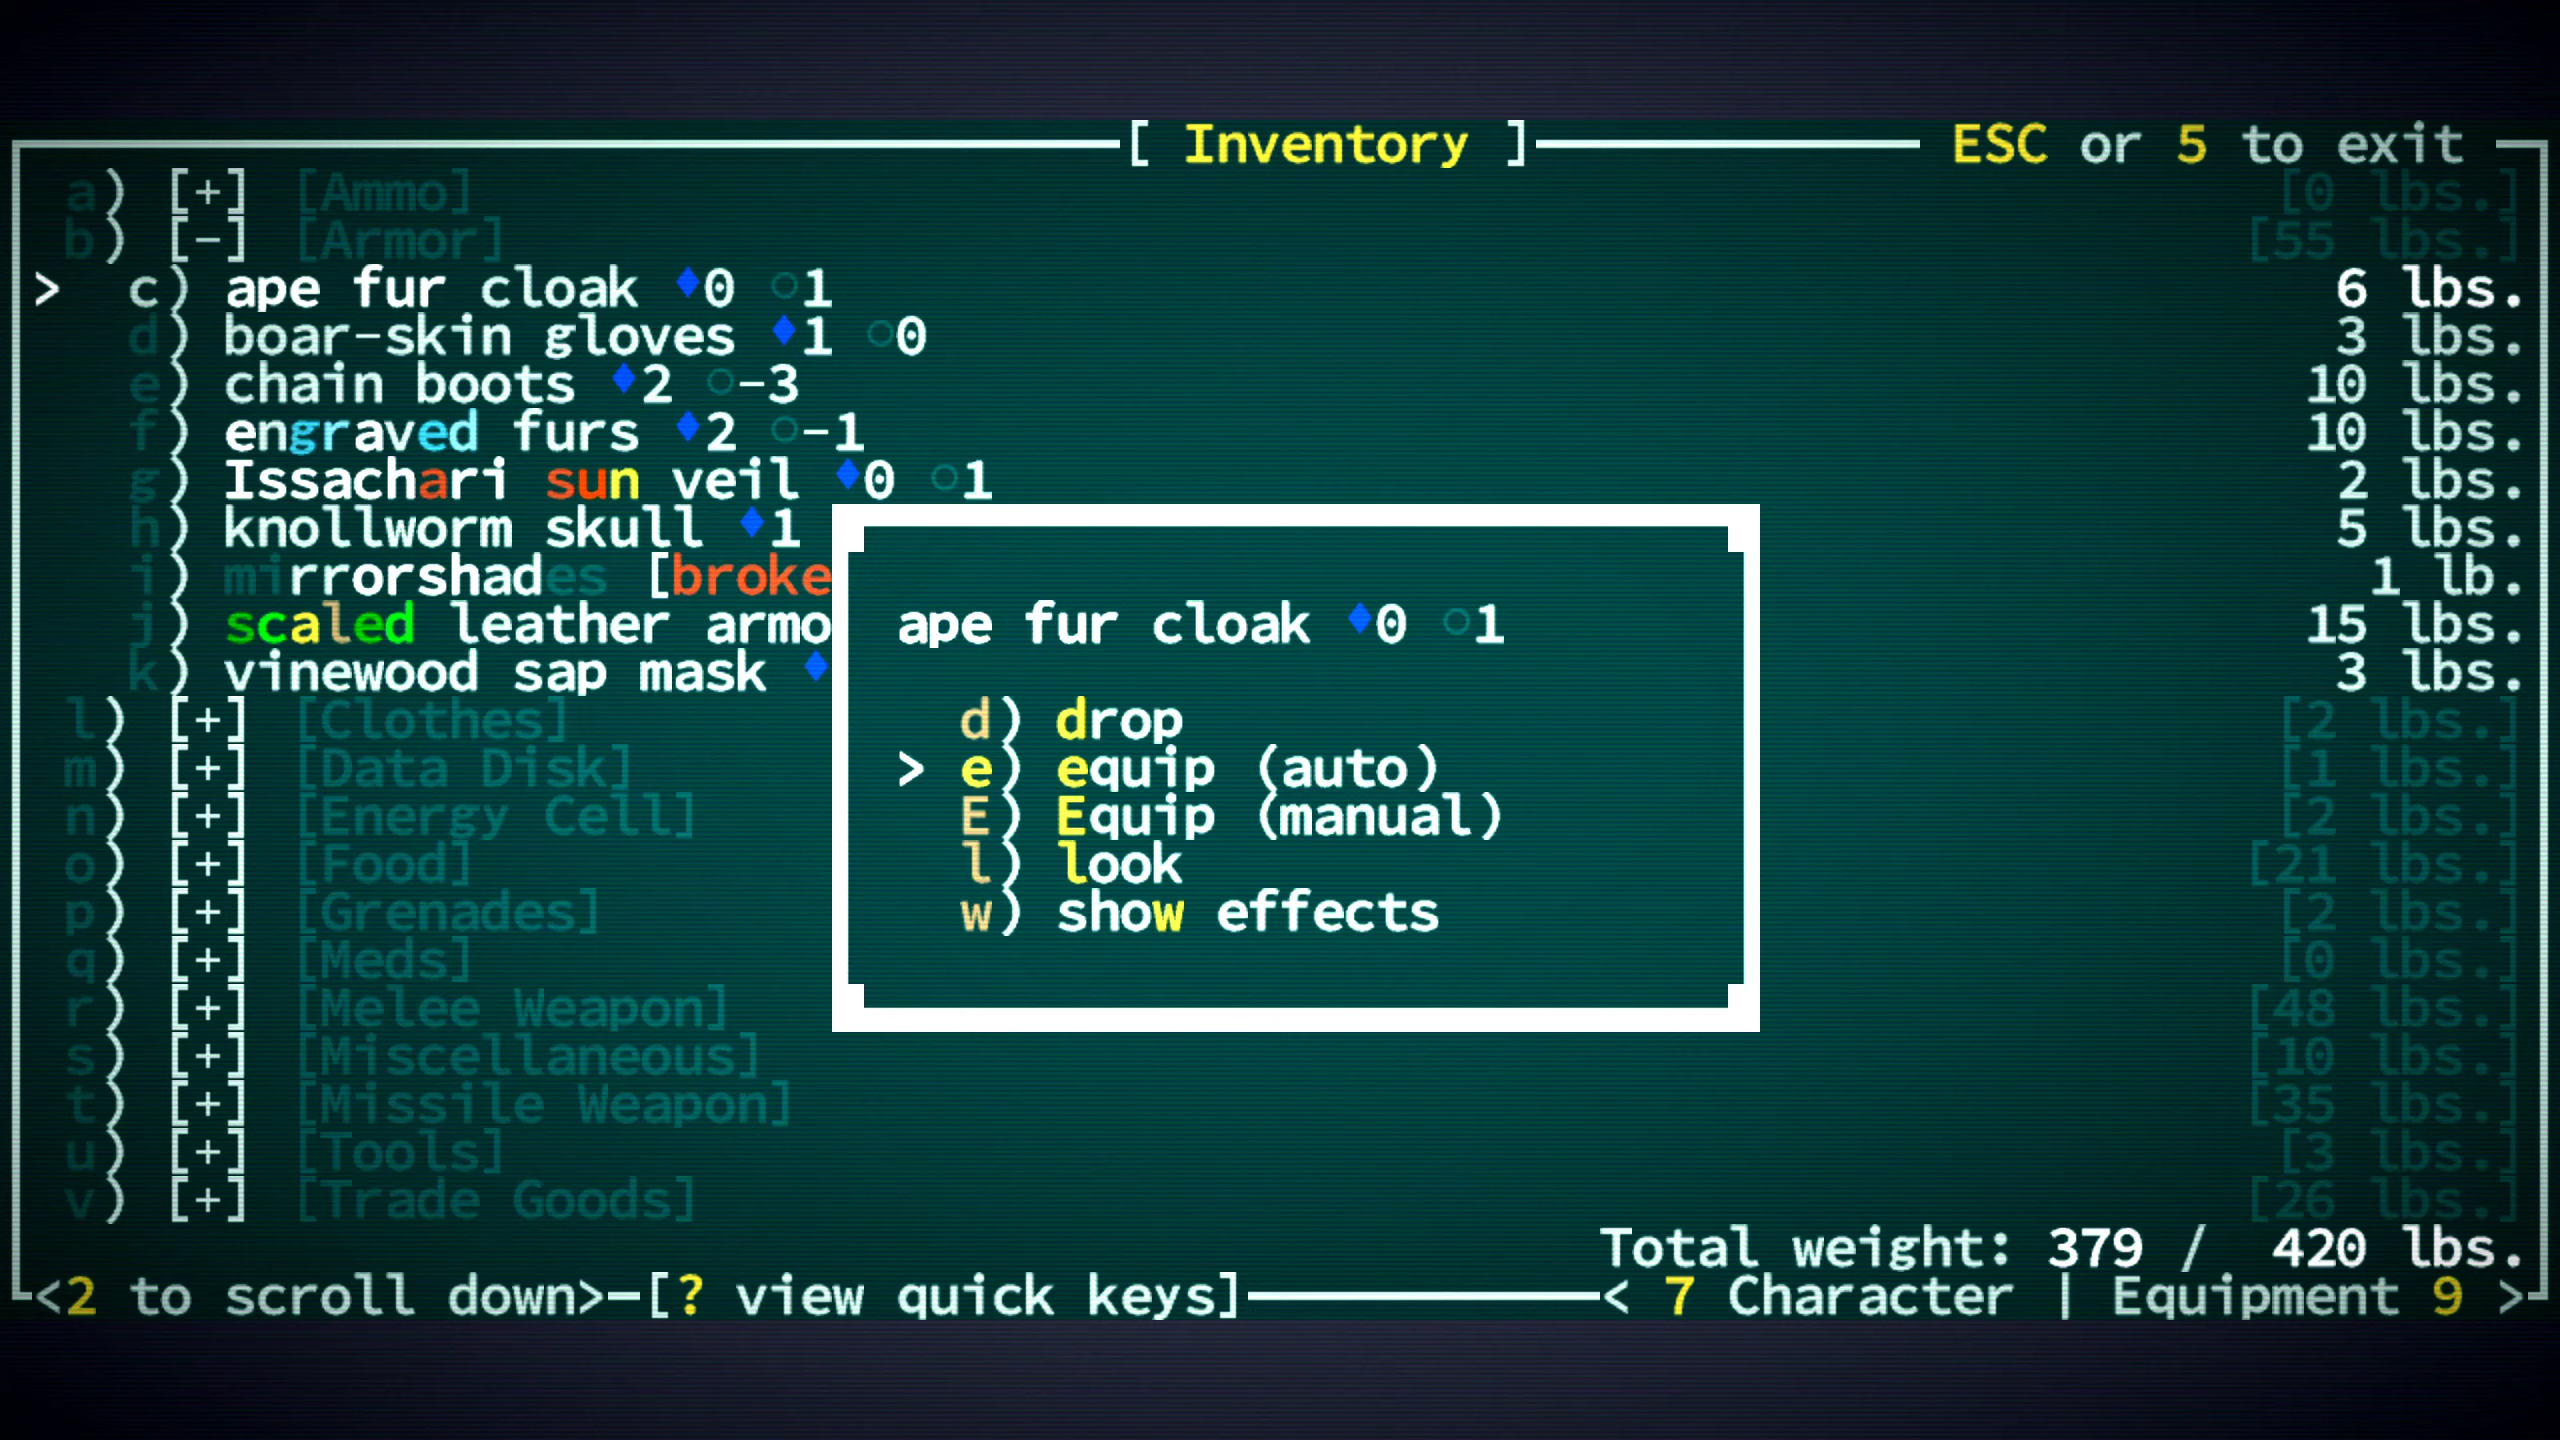 [ Inventory ] ESC or 5 to exit
a) [+] [Ammo] [0 lbs.]
b) [-] [Armor] [55 lbs.]
> c) ape fur cloak ♦0 ○1 6 lbs.
d) boar-skin gloves ♦1 ○0 3 lbs.
e) chain boots ♦2 ○-3 10 lbs.
f) engraved furs ♦2 ○-1 10 lbs.
g) Issachari sun veil ♦0 ○1 2 lbs.
h) knollworm skull ♦1 5 lbs.
i) mirrorshades [broke 1 lb.
j) scaled leather armo 15 lbs.
k) vinewood sap mask ♦ 3 lbs.
l) [+] [Clothes] [2 lbs.]
m) [+] [Data Disk] [1 lbs.]
n) [+] [Energy Cell] [2 lbs.]
o) [+] [Food] [21 lbs.]
p) [+] [Grenades] [2 lbs.]
q) [+] [Meds] [0 lbs.]
r) [+] [Melee Weapon] [48 lbs.]
s) [+] [Miscellaneous] [10 lbs.]
t) [+] [Missile Weapon] [35 lbs.]
u) [+] [Tools] [3 lbs.]
v) [+] [Trade Goods] [26 lbs.]
ape fur cloak ♦0 ○1
d) drop
> e) equip (auto)
E) Equip (manual)
l) look
w) show effects
Total weight: 379 / 420 lbs.
<2 to scroll down> [? view quick keys] < 7 Character | Equipment 9 >